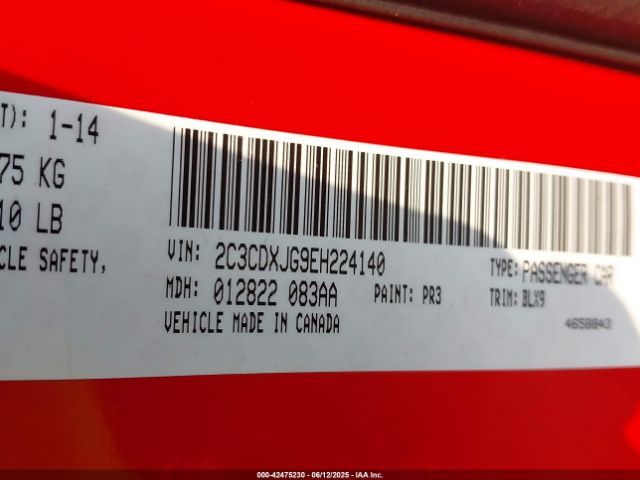 T): 1-14
75 KG
10 LB
CLE SAFETY,
VIN: 2C3CDXJG9EH224140
TYPE: PASSENGER CAR
MDH: 012822 083AA
PAINT: PR3
TRIM: BLX9
VEHICLE MADE IN CANADA
4658843
000-42475230 - 06/12/2025 - IAA Inc.